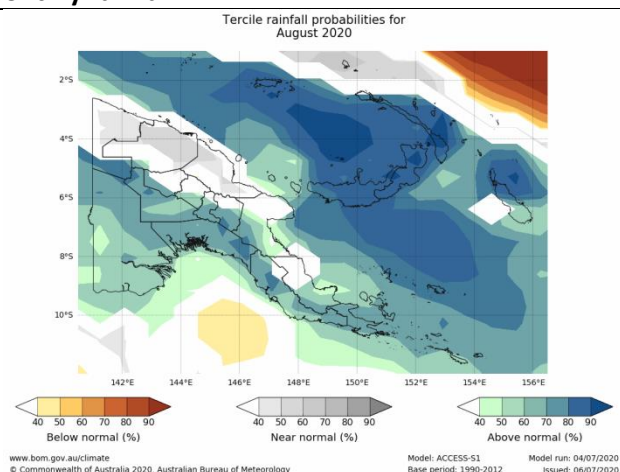 Tercile rainfall probabilities for
August 2020
2°S
4°S
6°S
8°S
10°S
142°E 144°E 146°E 148°E 150°E 152°E 154°E 156°E
40 50 60 70 80 90
Below normal (%)
40 50 60 70 80 90
Near normal (%)
40 50 60 70 80 90
Above normal (%)
www.bom.gov.au/climate
© Commonwealth of Australia 2020, Australian Bureau of Meteorology
Model: ACCESS-S1
Base period: 1990-2012
Model run: 04/07/2020
Issued: 06/07/2020